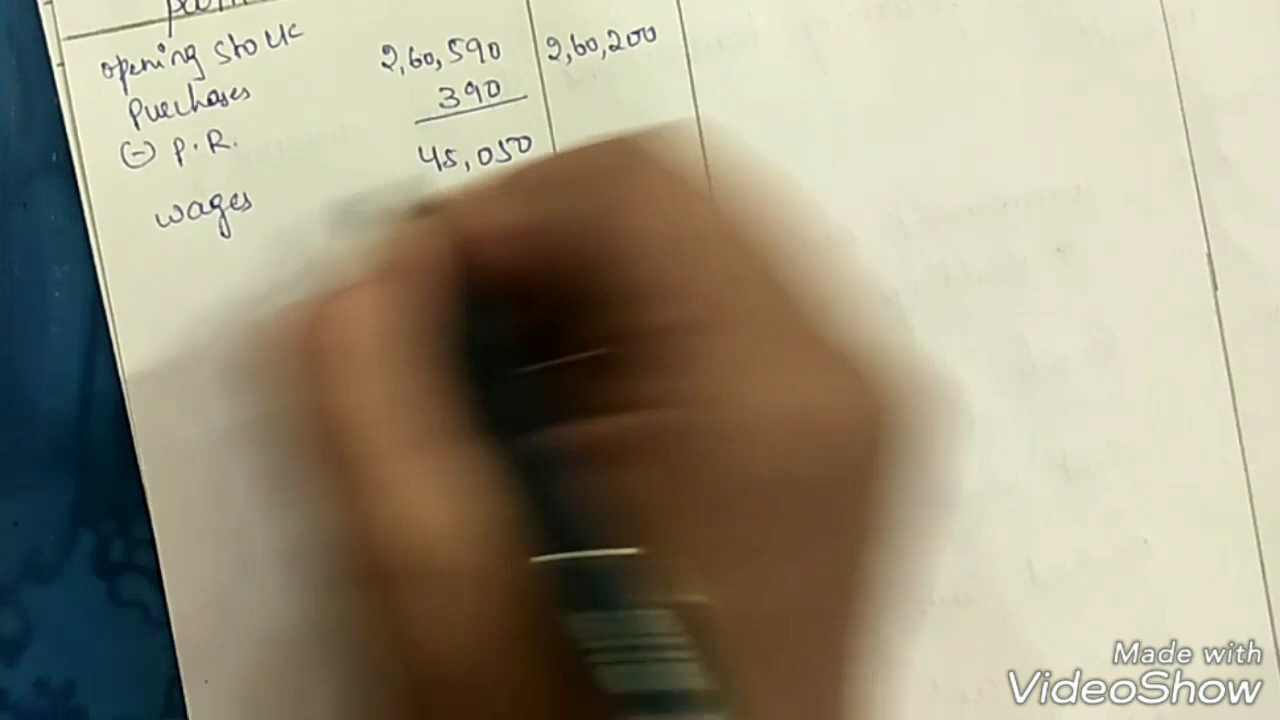 opening stock
Purchases 2,60,590 2,60,200
(-) P.R. 390
wages 45,050
Made with
VideoShow